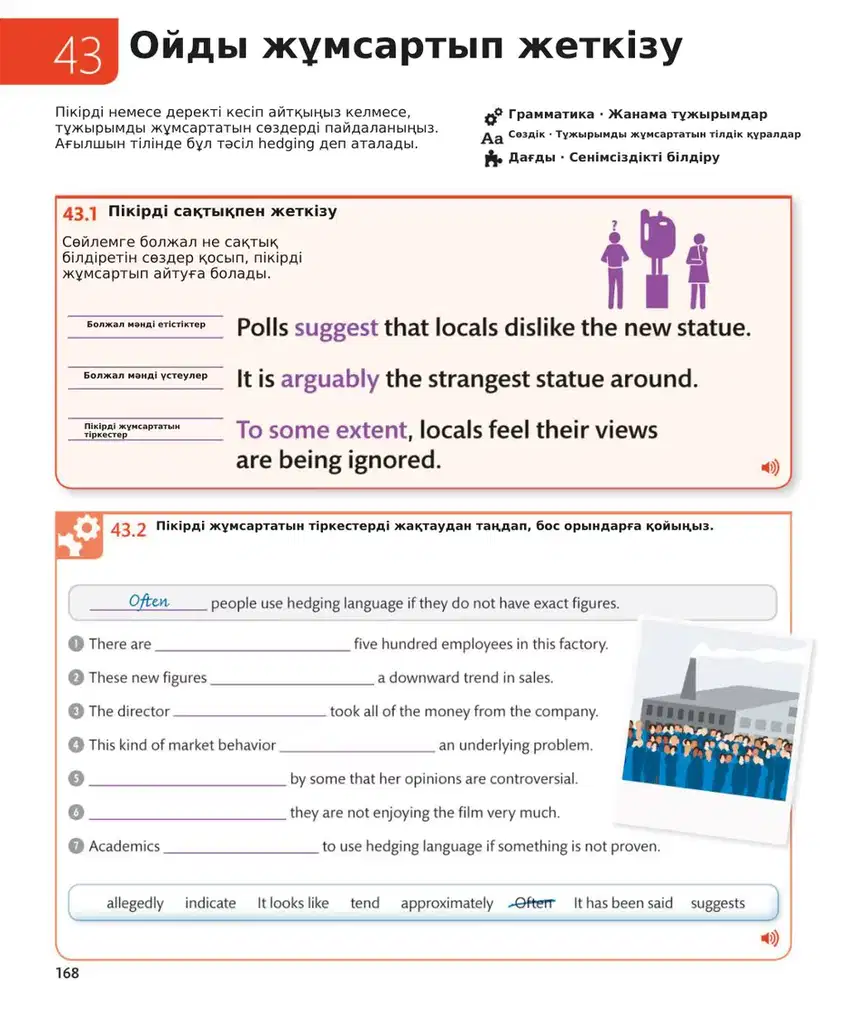 43 Ойды жұмсартып жеткізу
Пікірді немесе деректі кесіп айтқыңыз келмесе,
тұжырымды жұмсартатын сөздерді пайдаланыңыз.
Ағылшын тілінде бұл тәсіл hedging деп аталады.
Грамматика · Жанама тұжырымдар
Aa Сөздік · Тұжырымды жұмсартатын тілдік құралдар
Дағды · Сенімсіздікті білдіру
43.1 Пікірді сақтықпен жеткізу
Сөйлемге болжал не сақтық
білдіретін сөздер қосып, пікірді
жұмсартып айтуға болады.
?
Болжал мәнді етістіктер
Polls suggest that locals dislike the new statue.
Болжал мәнді үстеулер
It is arguably the strangest statue around.
Пікірді жұмсартатын
тіркестер
To some extent, locals feel their views
are being ignored.
43.2 Пікірді жұмсартатын тіркестерді жақтаудан таңдап, бос орындарға қойыңыз.
Often people use hedging language if they do not have exact figures.
1 There are ____ five hundred employees in this factory.
2 These new figures ____ a downward trend in sales.
3 The director ____ took all of the money from the company.
4 This kind of market behavior ____ an underlying problem.
5 ____ by some that her opinions are controversial.
6 ____ they are not enjoying the film very much.
7 Academics ____ to use hedging language if something is not proven.
allegedly indicate It looks like tend approximately Often It has been said suggests
168